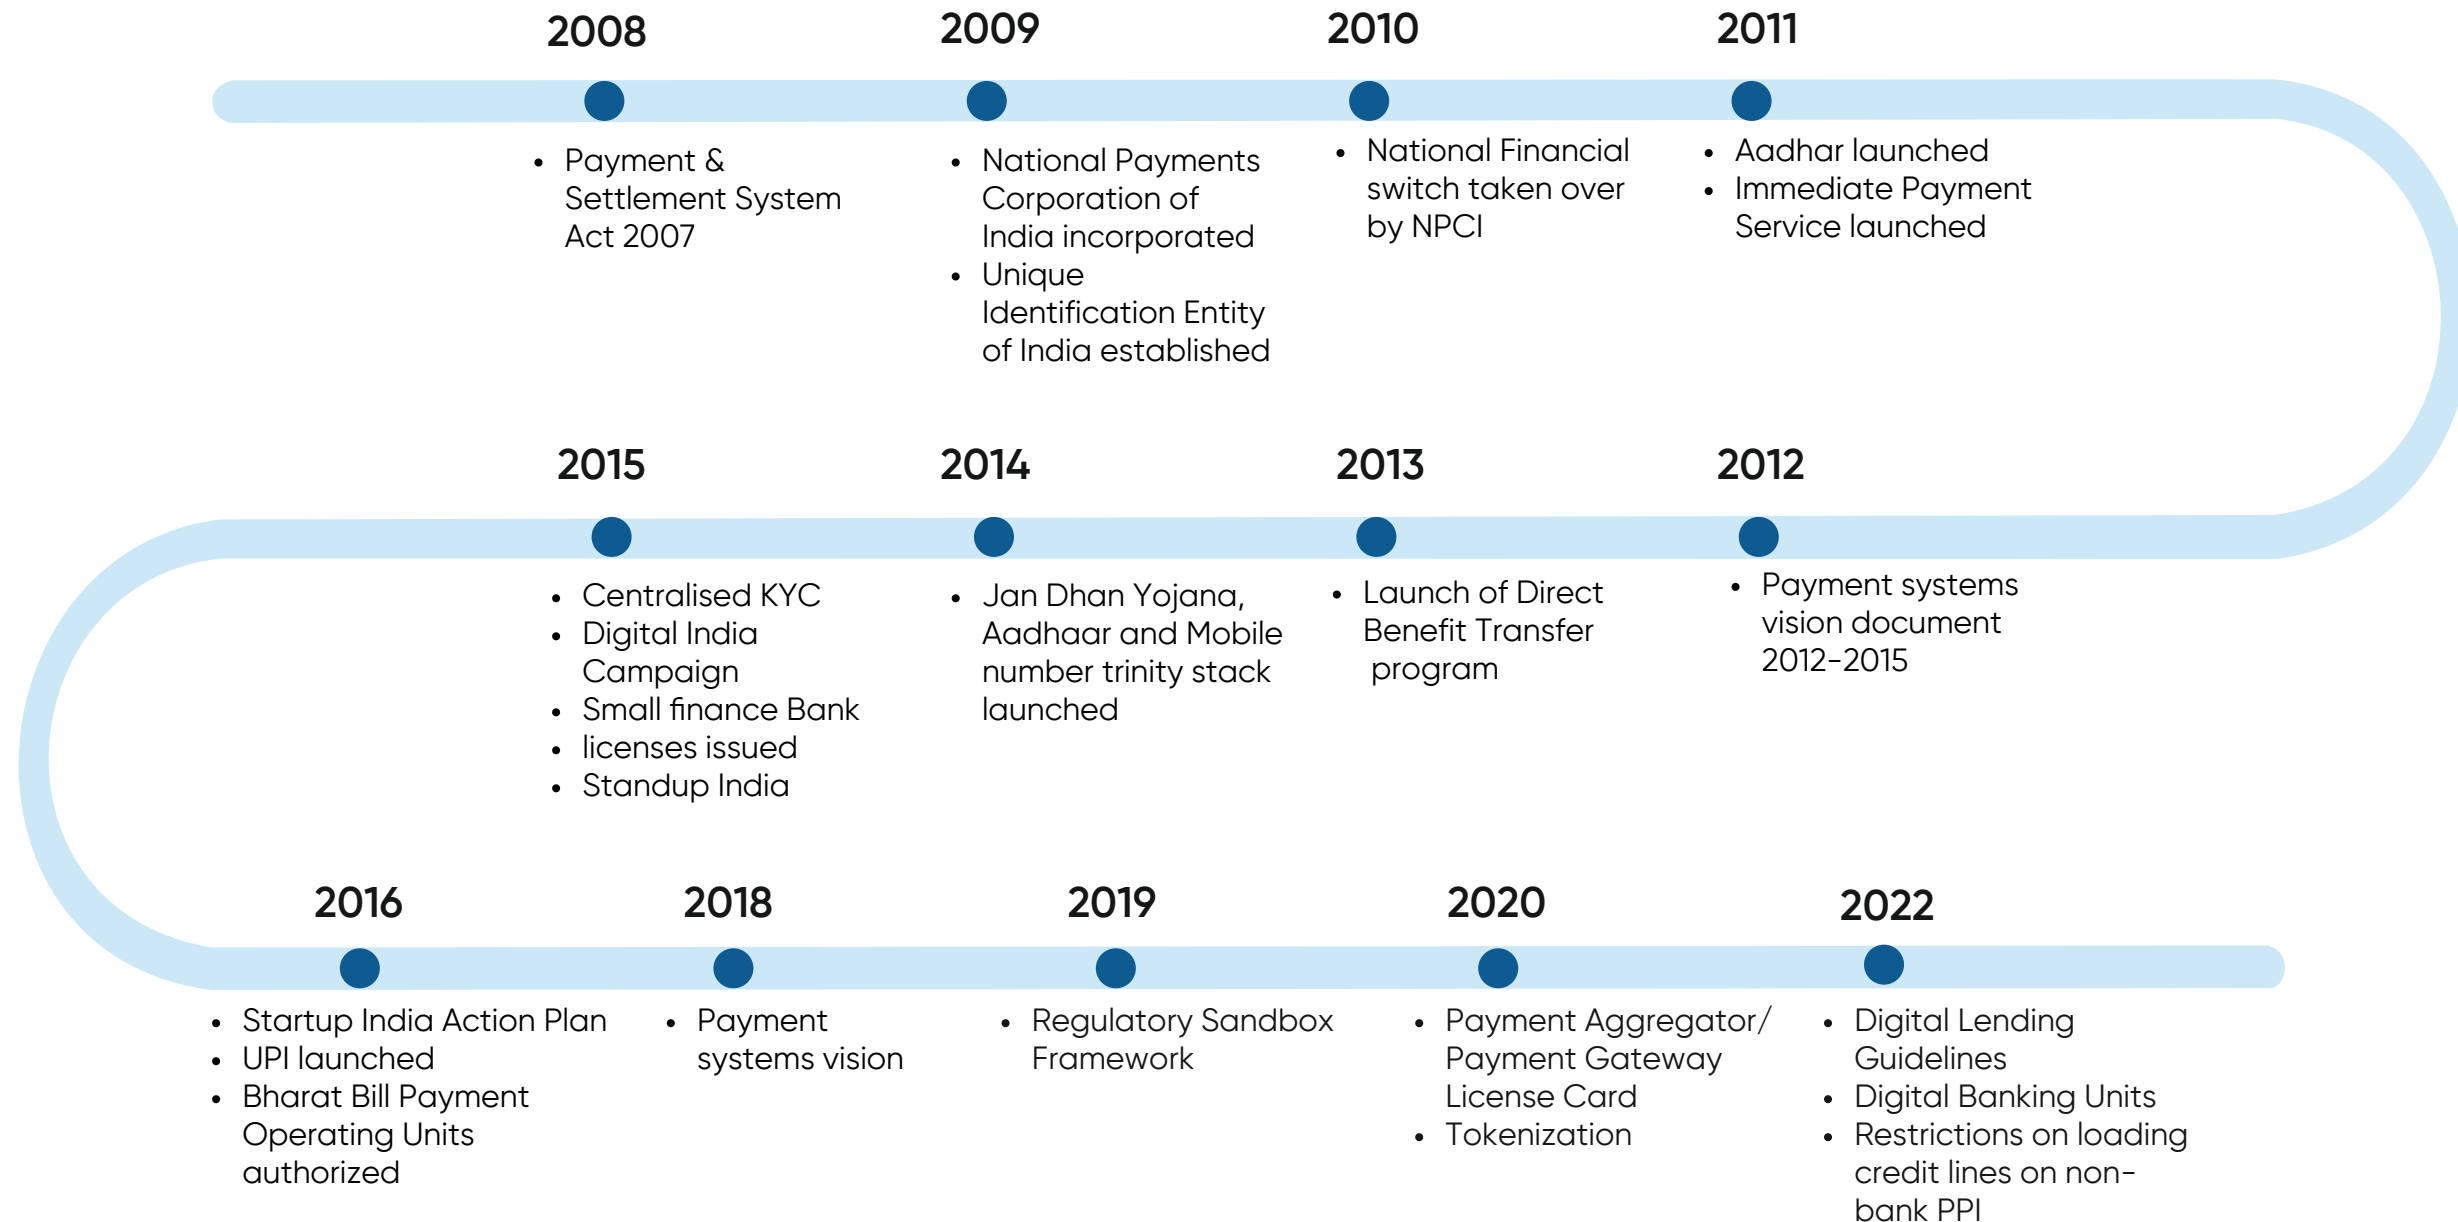 2008
• Payment &
Settlement System
Act 2007
2009
• National Payments
Corporation of
India incorporated
• Unique
Identification Entity
of India established
2010
• National Financial
switch taken over
by NPCI
2011
• Aadhar launched
• Immediate Payment
Service launched
2012
• Payment systems
vision document
2012-2015
2013
• Launch of Direct
Benefit Transfer
program
2014
• Jan Dhan Yojana,
Aadhaar and Mobile
number trinity stack
launched
2015
• Centralised KYC
• Digital India
Campaign
• Small finance Bank
• licenses issued
• Standup India
2016
• Startup India Action Plan
• UPI launched
• Bharat Bill Payment
Operating Units
authorized
2018
• Payment
systems vision
2019
• Regulatory Sandbox
Framework
2020
• Payment Aggregator/
Payment Gateway
License Card
• Tokenization
2022
• Digital Lending
Guidelines
• Digital Banking Units
• Restrictions on loading
credit lines on non-
bank PPI